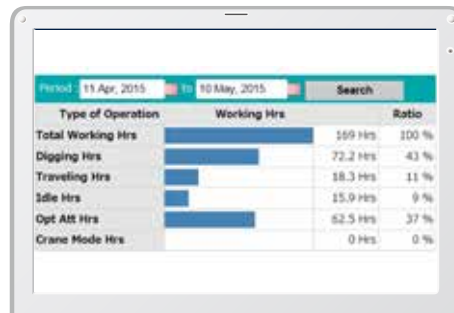 Period : 11 Apr, 2015 to 10 May, 2015 Search
Type of Operation Working Hrs Ratio
Total Working Hrs 169 Hrs 100 %
Digging Hrs 72.2 Hrs 43 %
Traveling Hrs 18.3 Hrs 11 %
Idle Hrs 15.9 Hrs 9 %
Opt Att Hrs 62.5 Hrs 37 %
Crane Mode Hrs 0 Hrs 0 %